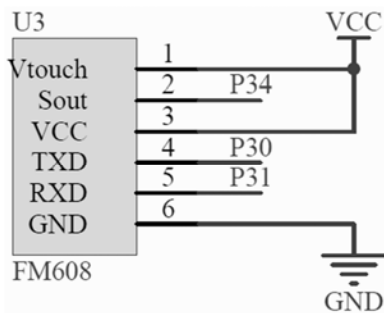 U3
VCC
Vtouch 1
Sout 2 P34
VCC 3
TXD 4 P30
RXD 5 P31
GND 6
FM608
GND